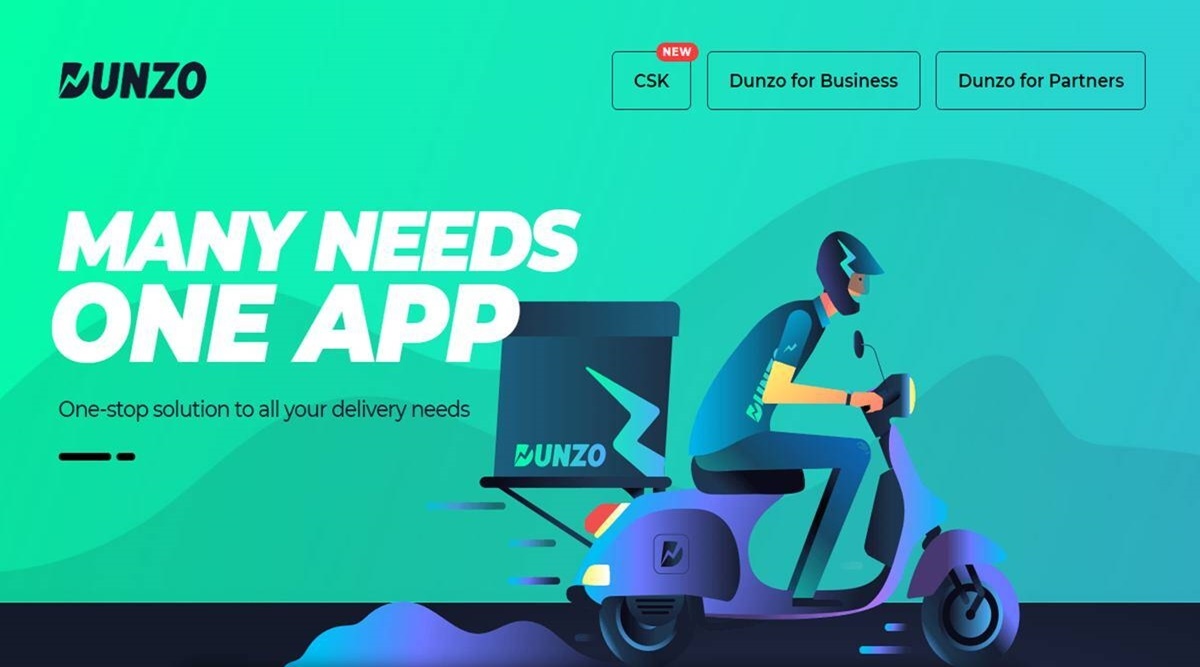 DUNZO
NEW
CSK
Dunzo for Business
Dunzo for Partners
MANY NEEDS
ONE APP
One-stop solution to all your delivery needs
DUNZO
DUNZO